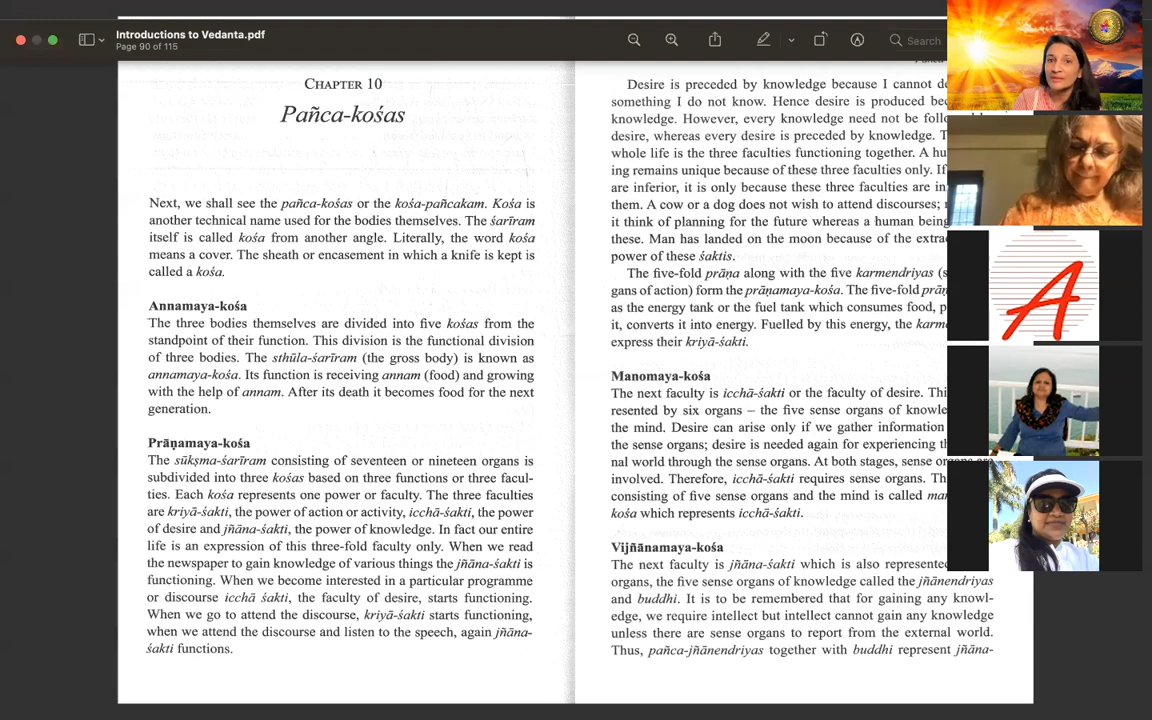 Introductions to Vedanta.pdf
Page 90 of 115
Search
CHAPTER 10
Pañca-kośas
Next, we shall see the pañca-kośas or the kośa-pañcakam. Kośa is
another technical name used for the bodies themselves. The śarīram
itself is called kośa from another angle. Literally, the word kośa
means a cover. The sheath or encasement in which a knife is kept is
called a kośa.
Annamaya-kośa
The three bodies themselves are divided into five kośas from the
standpoint of their function. This division is the functional division
of three bodies. The sthūla-śarīram (the gross body) is known as
annamaya-kośa. Its function is receiving annam (food) and growing
with the help of annam. After its death it becomes food for the next
generation.
Prāṇamaya-kośa
The sūkṣma-śarīram consisting of seventeen or nineteen organs is
subdivided into three kośas based on three functions or three facul-
ties. Each kośa represents one power or faculty. The three faculties
are kriyā-śakti, the power of action or activity, icchā-śakti, the power
of desire and jñāna-śakti, the power of knowledge. In fact our entire
life is an expression of this three-fold faculty only. When we read
the newspaper to gain knowledge of various things the jñāna-śakti is
functioning. When we become interested in a particular programme
or discourse icchā śakti, the faculty of desire, starts functioning.
When we go to attend the discourse, kriyā-śakti starts functioning,
when we attend the discourse and listen to the speech, again jñāna-
śakti functions.
Desire is preceded by knowledge because I cannot
something I do not know. Hence desire is produced
knowledge. However, every knowledge need not be
desire, whereas every desire is preceded by knowledge.
whole life is the three faculties functioning together. A
ing remains unique because of these three faculties only. If
are inferior, it is only because these three faculties are
them. A cow or a dog does not wish to attend discourses;
it think of planning for the future whereas a human being
these. Man has landed on the moon because of the
power of these śaktis.
The five-fold prāṇa along with the five karmendriyas
gans of action) form the prāṇamaya-kośa. The five-fold
as the energy tank or the fuel tank which consumes food,
it, converts it into energy. Fuelled by this energy, the
express their kriyā-śakti.
Manomaya-kośa
The next faculty is icchā-śakti or the faculty of desire.
resented by six organs – the five sense organs of
the mind. Desire can arise only if we gather information
the sense organs; desire is needed again for experiencing
nal world through the sense organs. At both stages, sense
involved. Therefore, icchā-śakti requires sense organs.
consisting of five sense organs and the mind is called
kośa which represents icchā-śakti.
Vijñānamaya-kośa
The next faculty is jñāna-śakti which is also represented
organs, the five sense organs of knowledge called the jñānendriyas
and buddhi. It is to be remembered that for gaining any knowl-
edge, we require intellect but intellect cannot gain any knowledge
unless there are sense organs to report from the external world.
Thus, pañca-jñānendriyas together with buddhi represent jñāna-
A